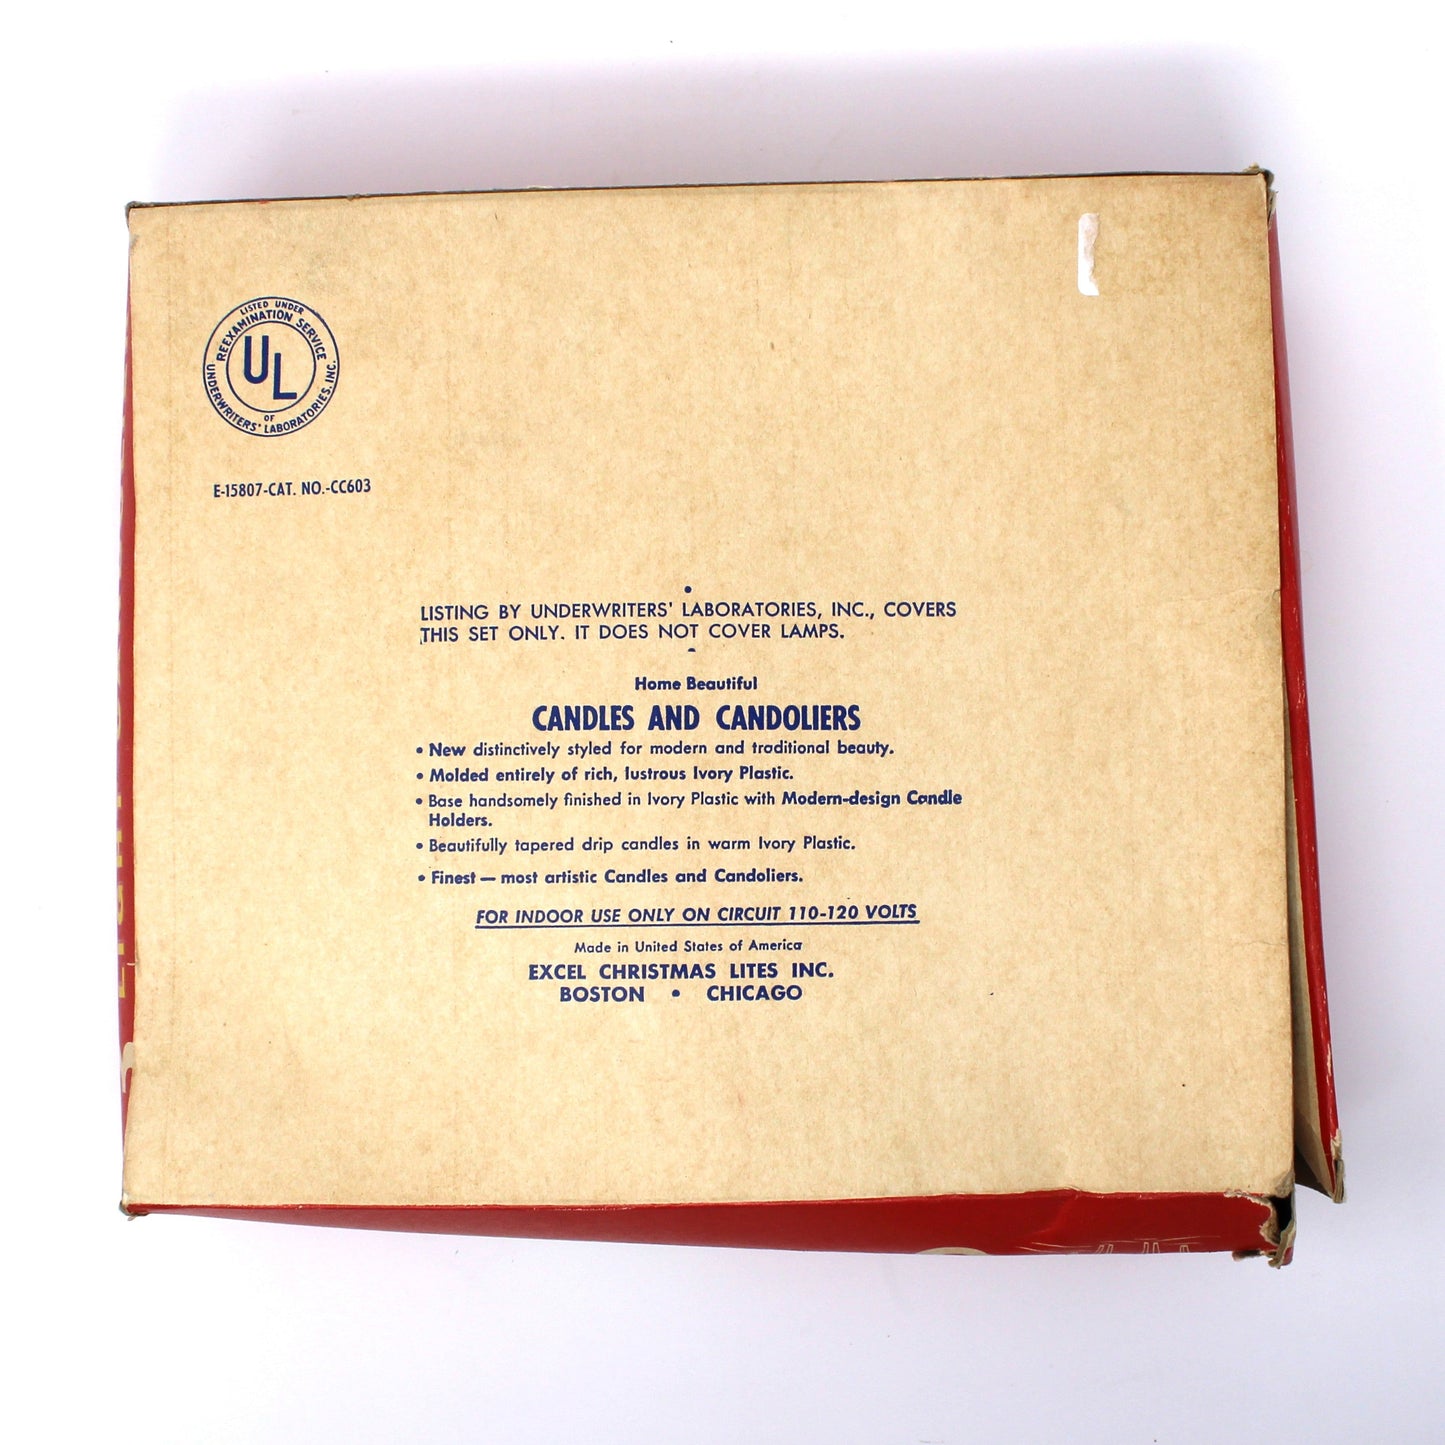 LISTED UNDER
REEXAMINATION SERVICE
UL
OF
UNDERWRITERS' LABORATORIES, INC.
E-15807-CAT. NO.-CC603
LISTING BY UNDERWRITERS' LABORATORIES, INC., COVERS
THIS SET ONLY. IT DOES NOT COVER LAMPS.
Home Beautiful
CANDLES AND CANDOLIERS
• New distinctively styled for modern and traditional beauty.
• Molded entirely of rich, lustrous Ivory Plastic.
• Base handsomely finished in Ivory Plastic with Modern-design Candle
Holders.
• Beautifully tapered drip candles in warm Ivory Plastic.
• Finest — most artistic Candles and Candoliers.
FOR INDOOR USE ONLY ON CIRCUIT 110-120 VOLTS
Made in United States of America
EXCEL CHRISTMAS LITES INC.
BOSTON • CHICAGO